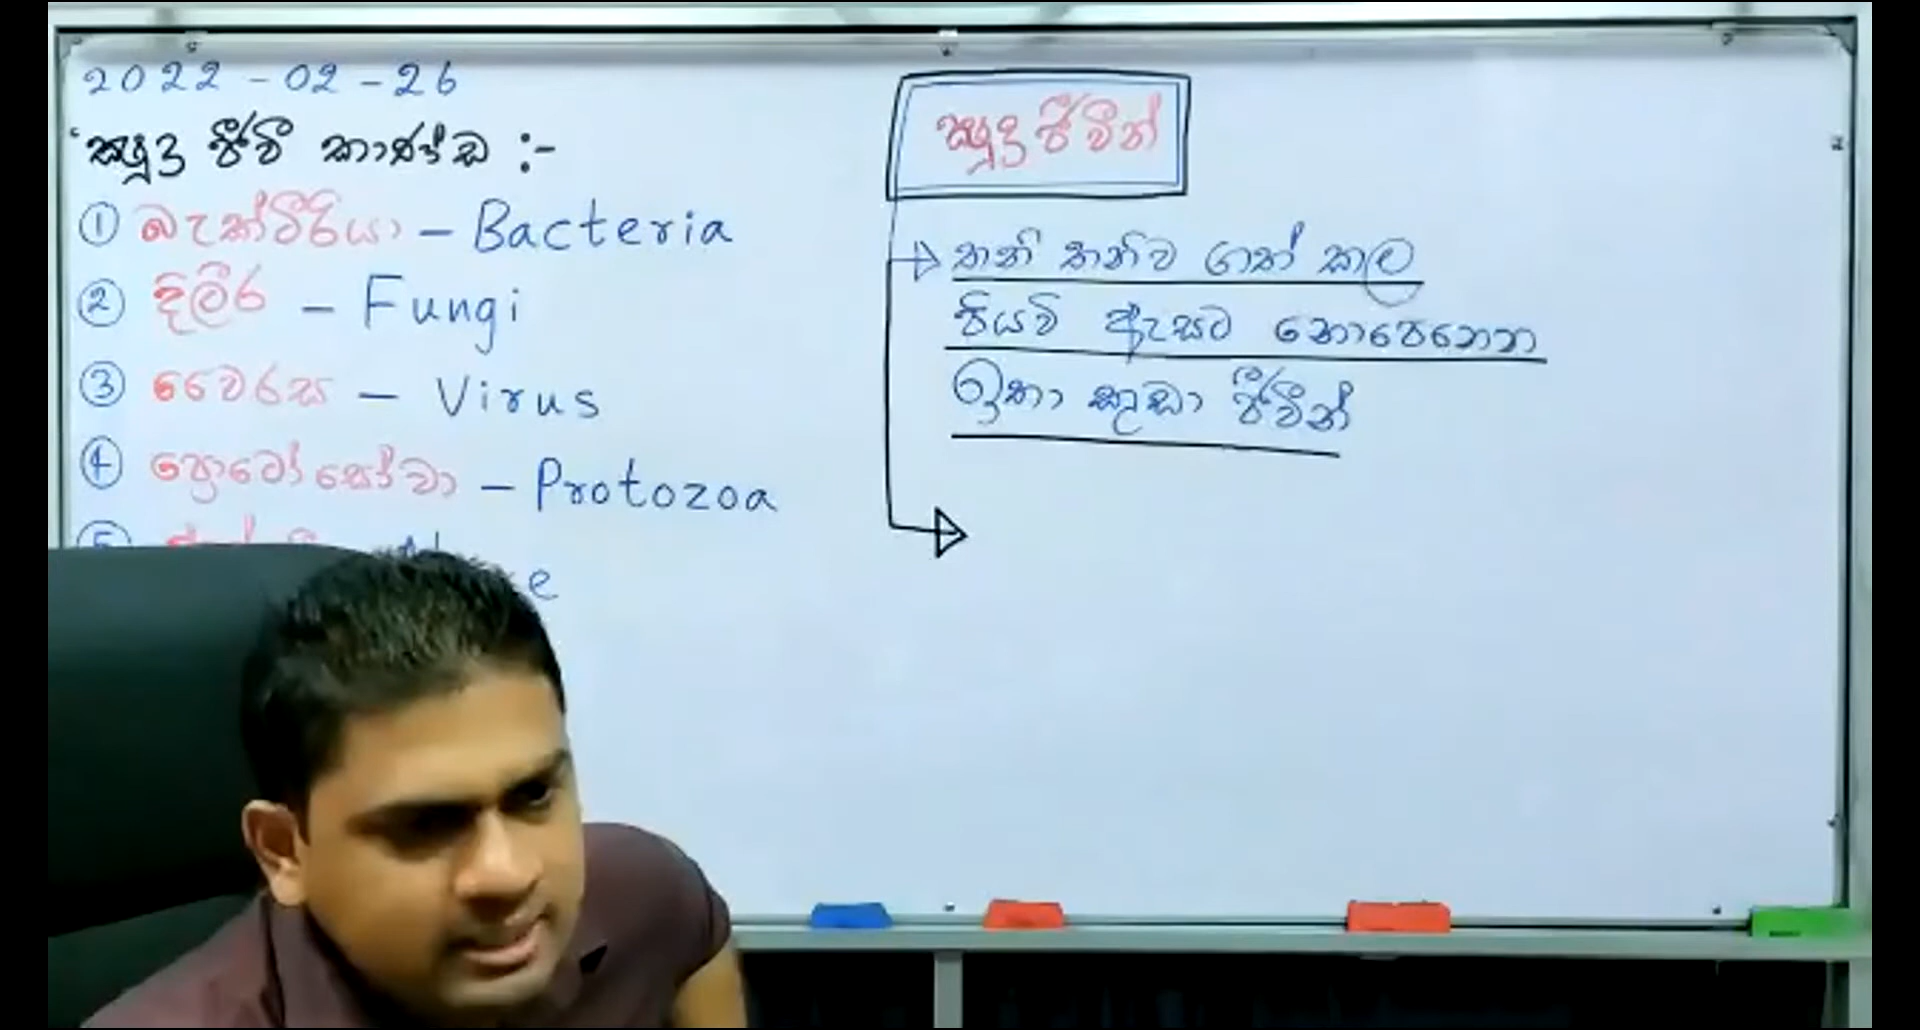 2022 - 02 - 26
ක්ෂුද්‍ර ජීවී කාණ්ඩ :-
① බැක්ටීරියා – Bacteria
② දිලීර – Fungi
③ වෛරස – Virus
④ ප්‍රොටෝසෝවා – Protozoa
⑤
ක්ෂුද්‍ර ජීවීන්
තනි තනිව ගත් කල
පියවි ඇසට නොපෙනෙන
ඉතා කුඩා ජීවීන්